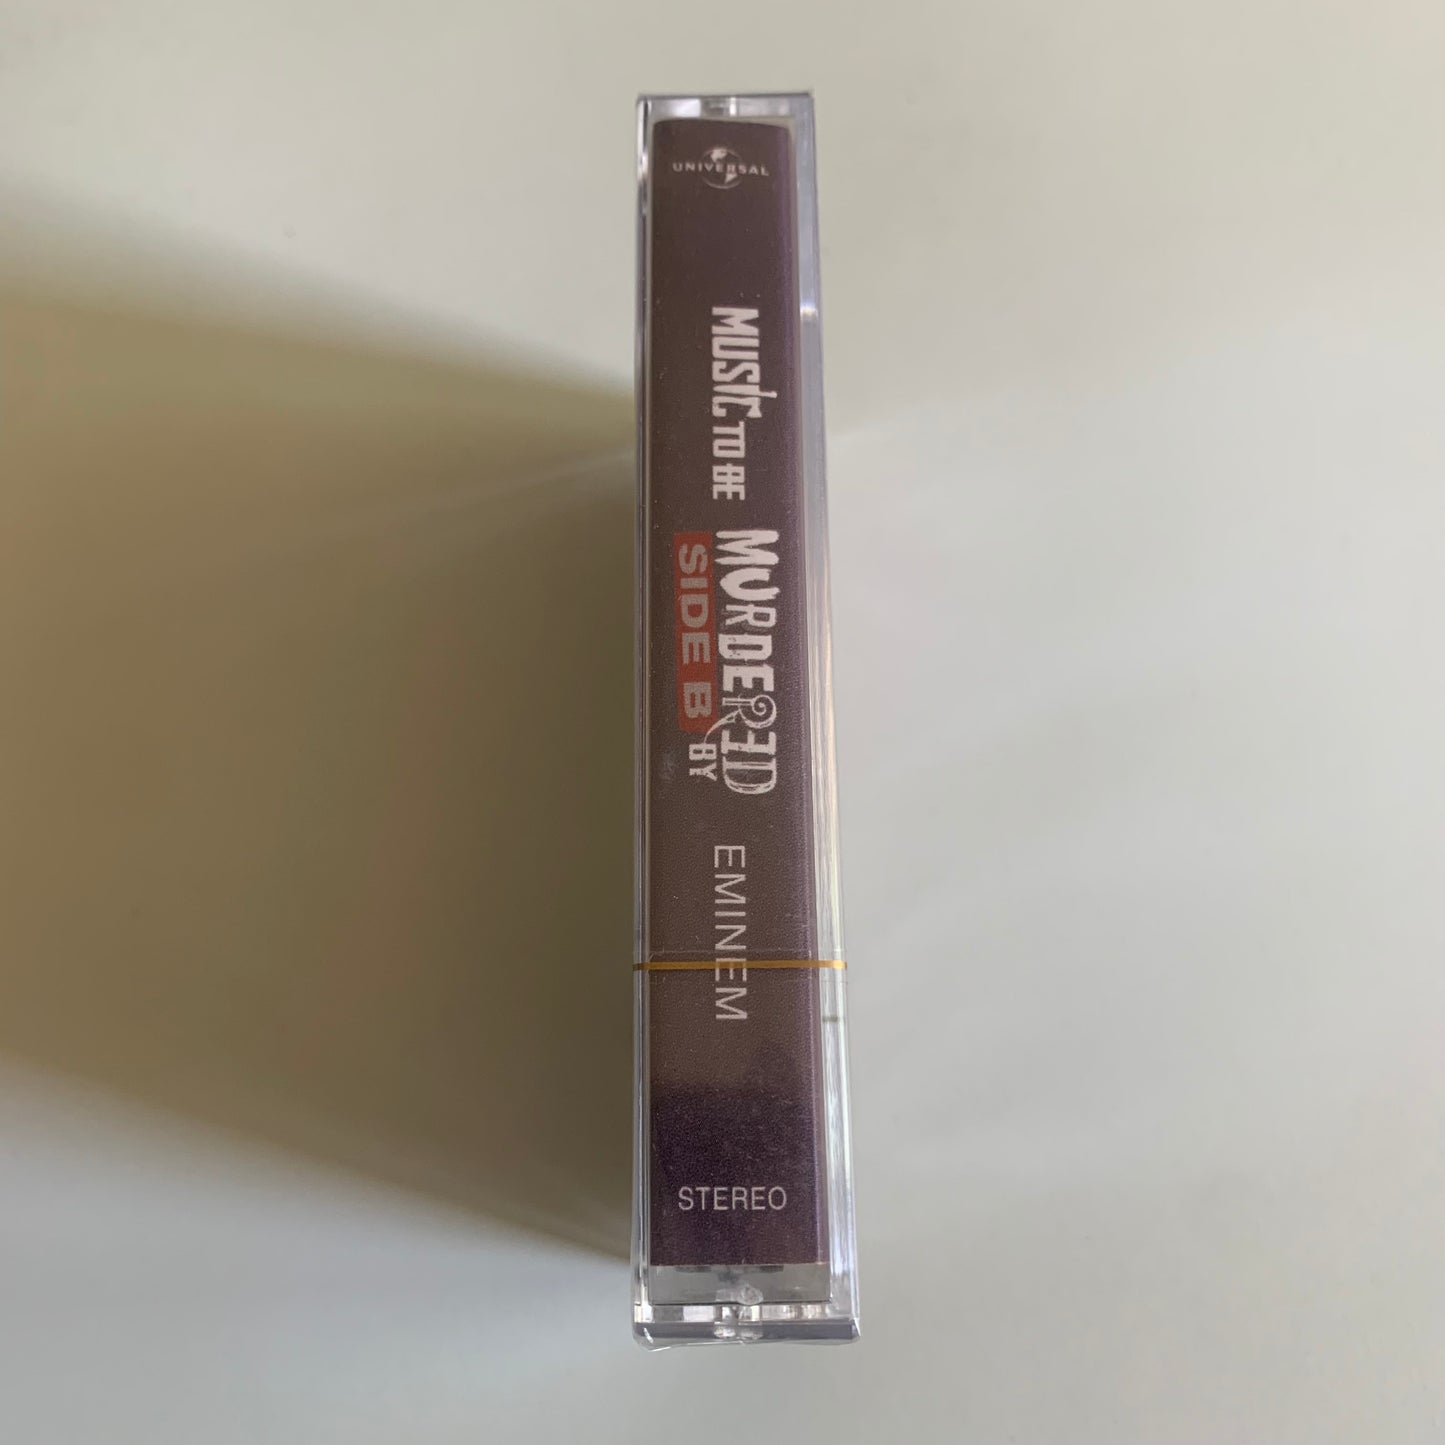 UNIVERSAL
MUSIC TO BE
MURDERED
SIDE B
BY
EMINEM
STEREO